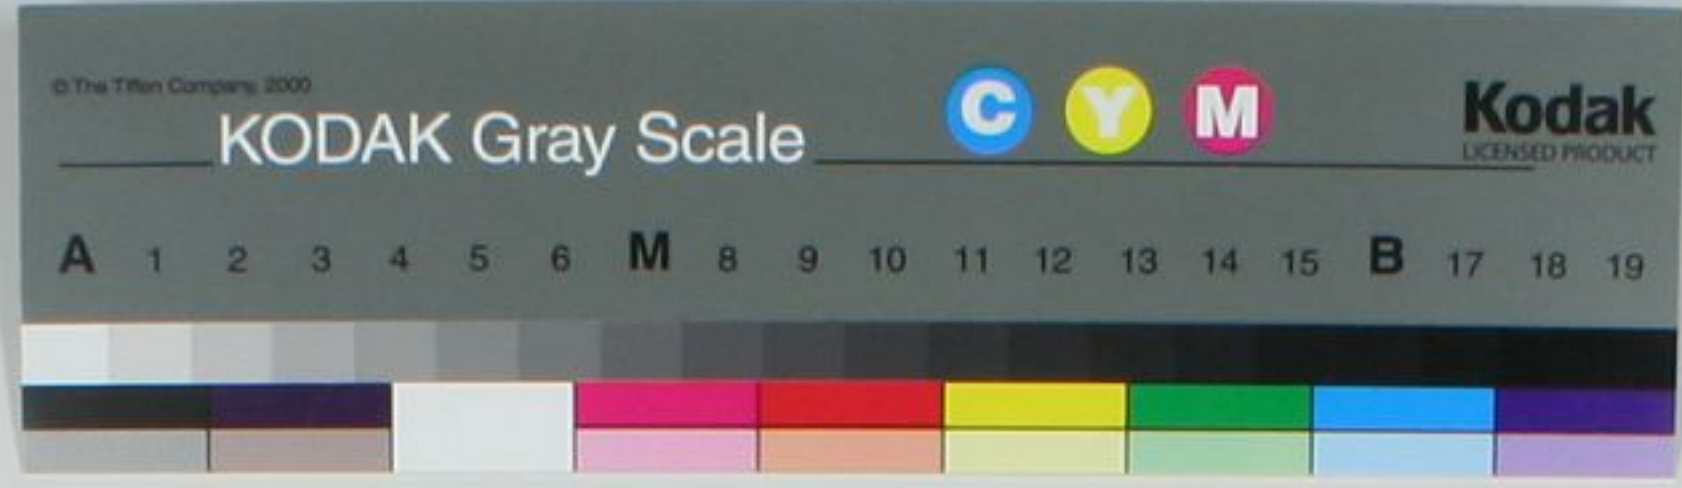 © The Tiffen Company, 2000
KODAK Gray Scale
C Y M
Kodak
LICENSED PRODUCT
A 1 2 3 4 5 6 M 8 9 10 11 12 13 14 15 B 17 18 19